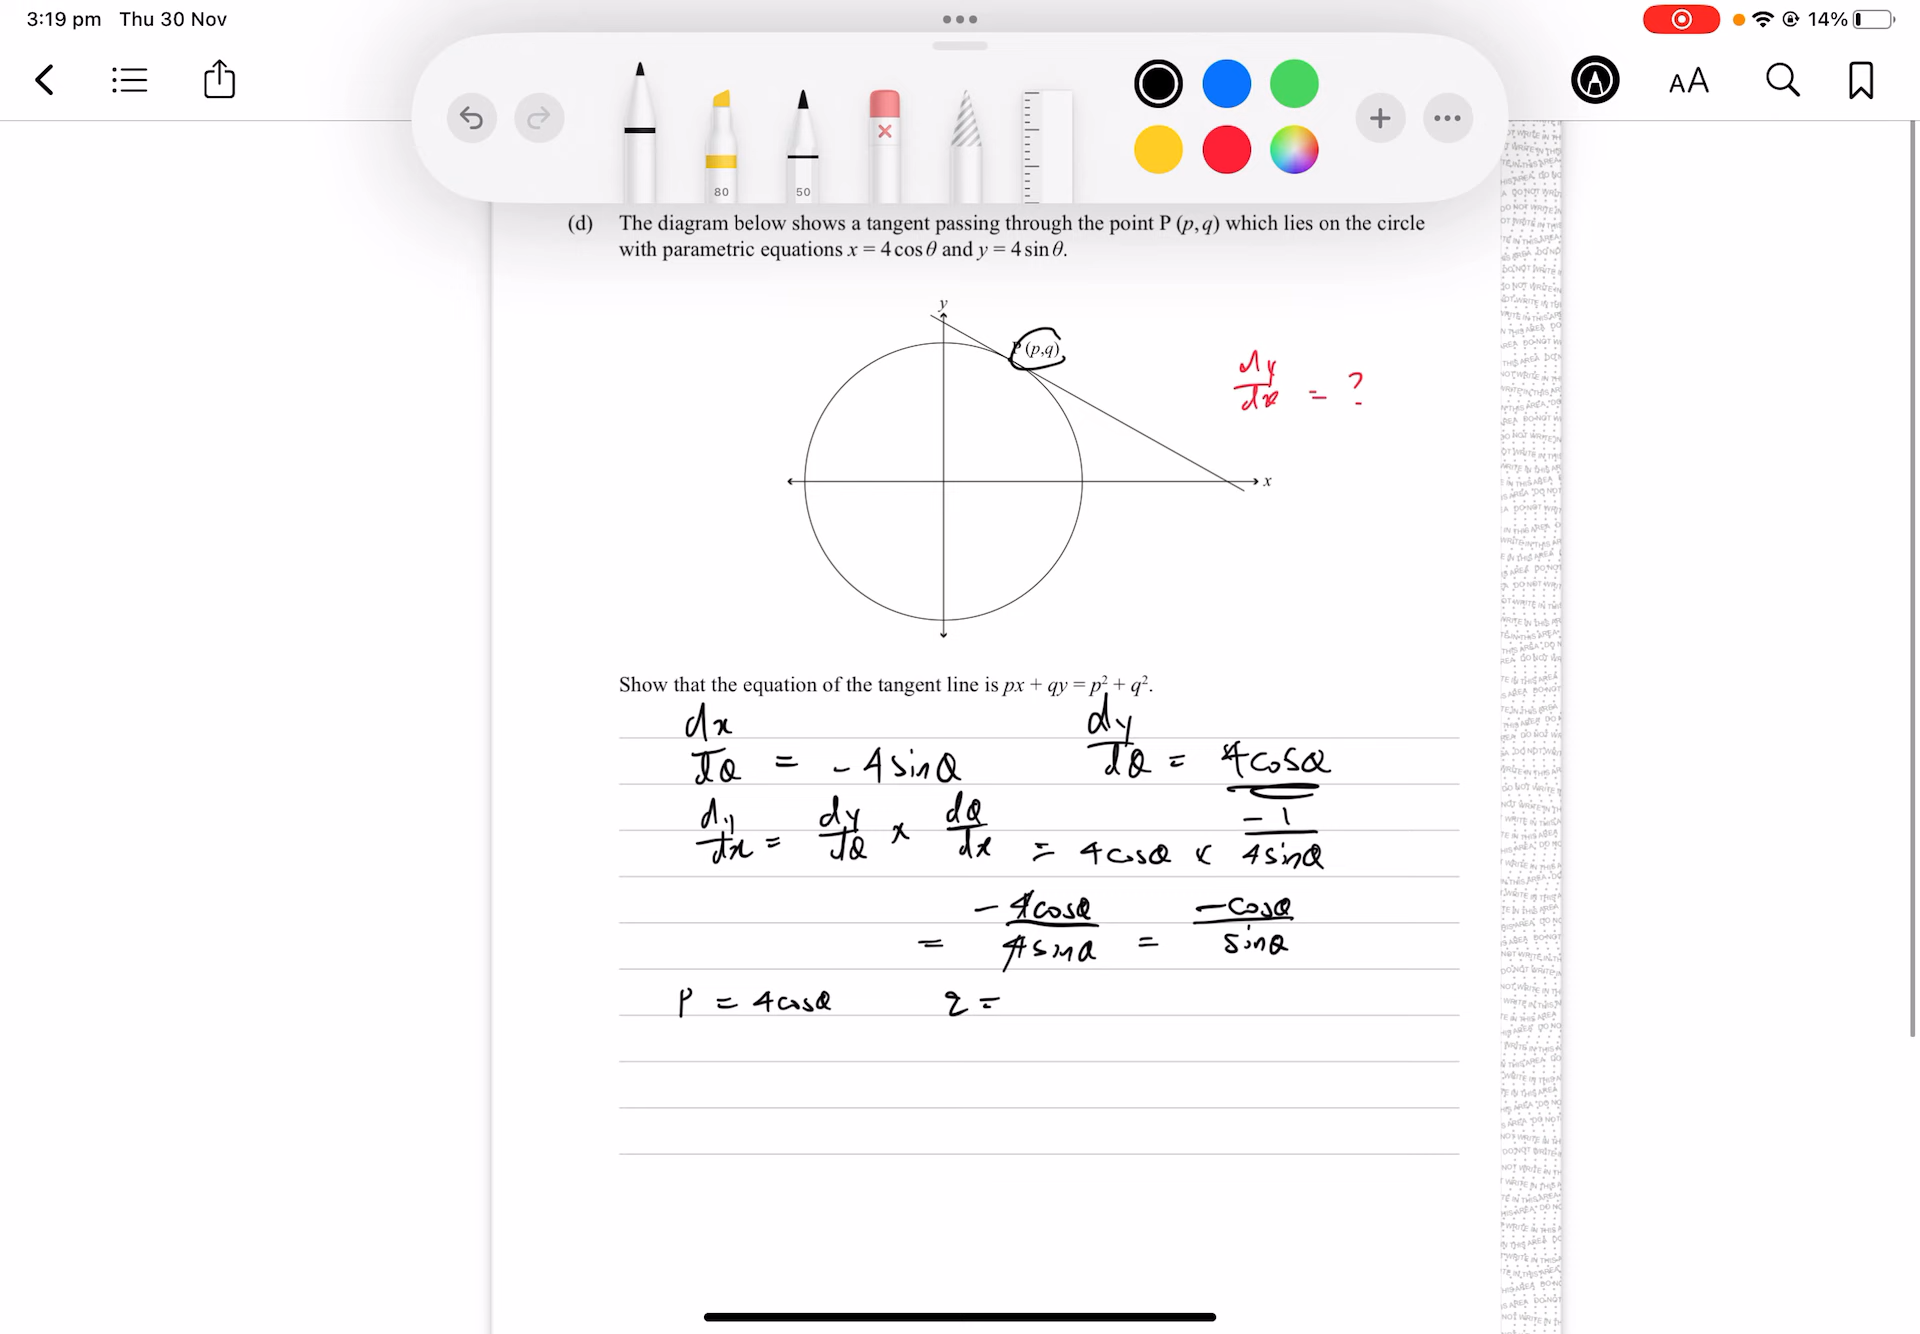 3:19 pm Thu 30 Nov
14%
AA
80
50
(d) The diagram below shows a tangent passing through the point P (p, q) which lies on the circle
with parametric equations x = 4 cos θ and y = 4 sin θ.
y
P (p,q)
dy/dx = ?
x
Show that the equation of the tangent line is px + qy = p² + q².
dx/dθ = -4sinθ dy/dθ = 4cosθ
dy/dx = dy/dθ × dθ/dx = 4cosθ × -1/4sinθ
= -4cosθ/4sinθ = -cosθ/sinθ
P = 4cosθ q =